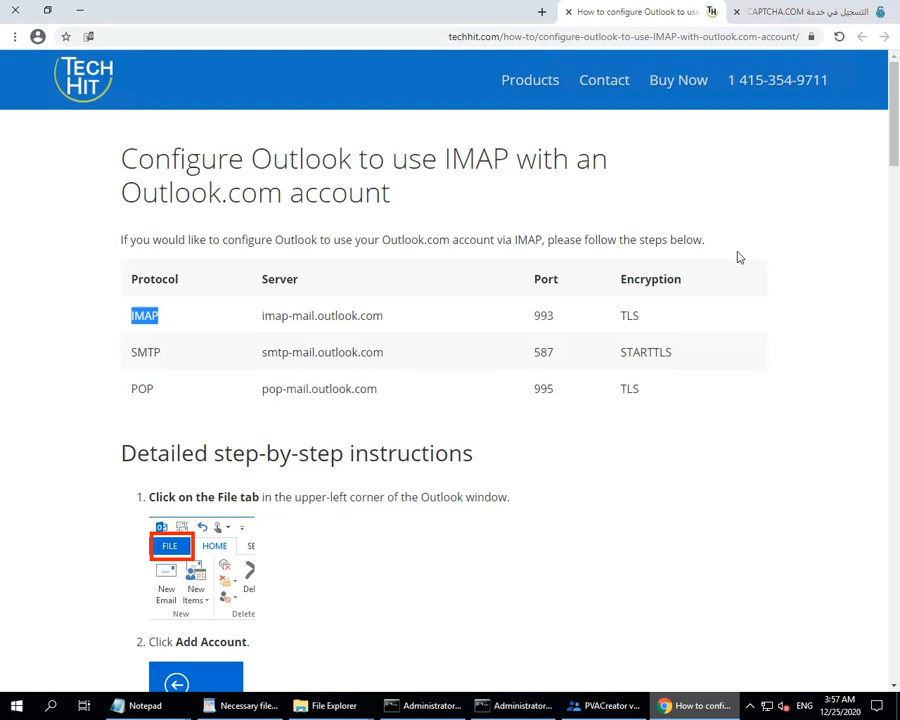 How to configure Outlook to use
التسجيل في خدمة CAPTCHA.COM
techhit.com/how-to/configure-outlook-to-use-IMAP-with-outlook.com-account/
TECH
HIT
Products Contact Buy Now 1 415-354-9711
Configure Outlook to use IMAP with an
Outlook.com account
If you would like to configure Outlook to use your Outlook.com account via IMAP, please follow the steps below.
Protocol Server Port Encryption
IMAP imap-mail.outlook.com 993 TLS
SMTP smtp-mail.outlook.com 587 STARTTLS
POP pop-mail.outlook.com 995 TLS
Detailed step-by-step instructions
1. Click on the File tab in the upper-left corner of the Outlook window.
FILE HOME SE
New Email New Items Del
New Delete
2. Click Add Account.
Notepad Necessary file... File Explorer Administrator... Administrator... PVACreator v... How to confi... ENG 3:57 AM
12/25/2020